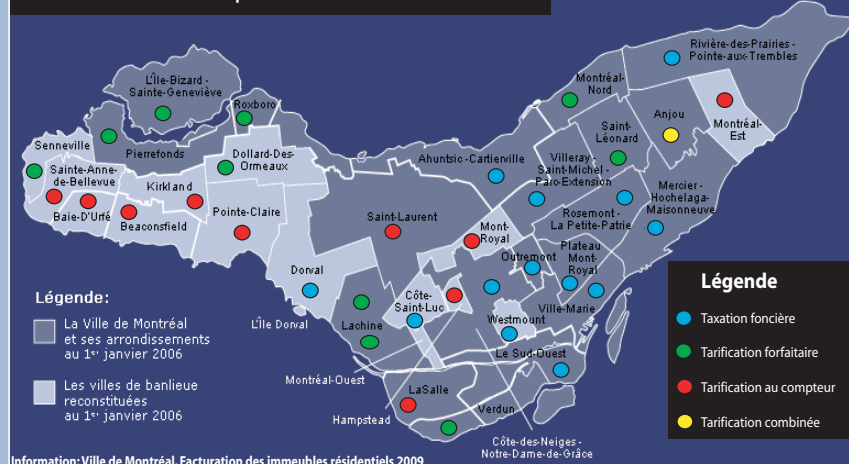 Rivière-des-Prairies -
Pointe-aux-Trembles
L'Île-Bizard -
Sainte-Geneviève
Montréal-
Nord
Roxboro
Anjou
Saint-
Léonard
Montréal-
Est
Senneville
Pierrefonds
Dollard-Des-
Ormeaux
Ahuntsic-Cartierville
Villeray -
Saint-Michel -
Parc-Extension
Sainte-Anne-
de-Bellevue
Kirkland
Mercier -
Hochelaga-
Maisonneuve
Baie-D'Urfé
Beaconsfield
Pointe-Claire
Saint-Laurent
Mont-
Royal
Rosemont -
La Petite-Patrie
Outremont
Plateau
Mont-
Royal
Dorval
Côte-
Saint-Luc
Ville-Marie
L'Île Dorval
Lachine
Westmount
Le Sud-Ouest
Montréal-Ouest
LaSalle
Hampstead
Verdun
Côte-des-Neiges -
Notre-Dame-de-Grâce
Légende:
La Ville de Montréal
et ses arrondissements
au 1er janvier 2006
Les villes de banlieue
reconstituées
au 1er janvier 2006
Légende
Taxation foncière
Tarification forfaitaire
Tarification au compteur
Tarification combinée
Information: Ville de Montréal, Facturation des immeubles résidentiels 2009